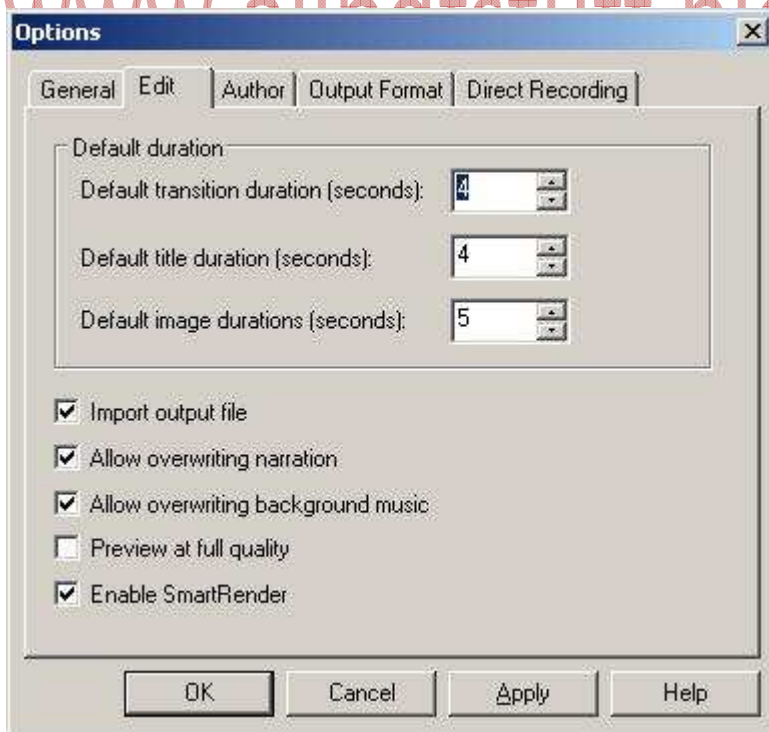 Options
General Edit Author Output Format Direct Recording
Default duration
Default transition duration (seconds): 4
Default title duration (seconds): 4
Default image durations (seconds): 5
Import output file
Allow overwriting narration
Allow overwriting background music
Preview at full quality
Enable SmartRender
OK Cancel Apply Help